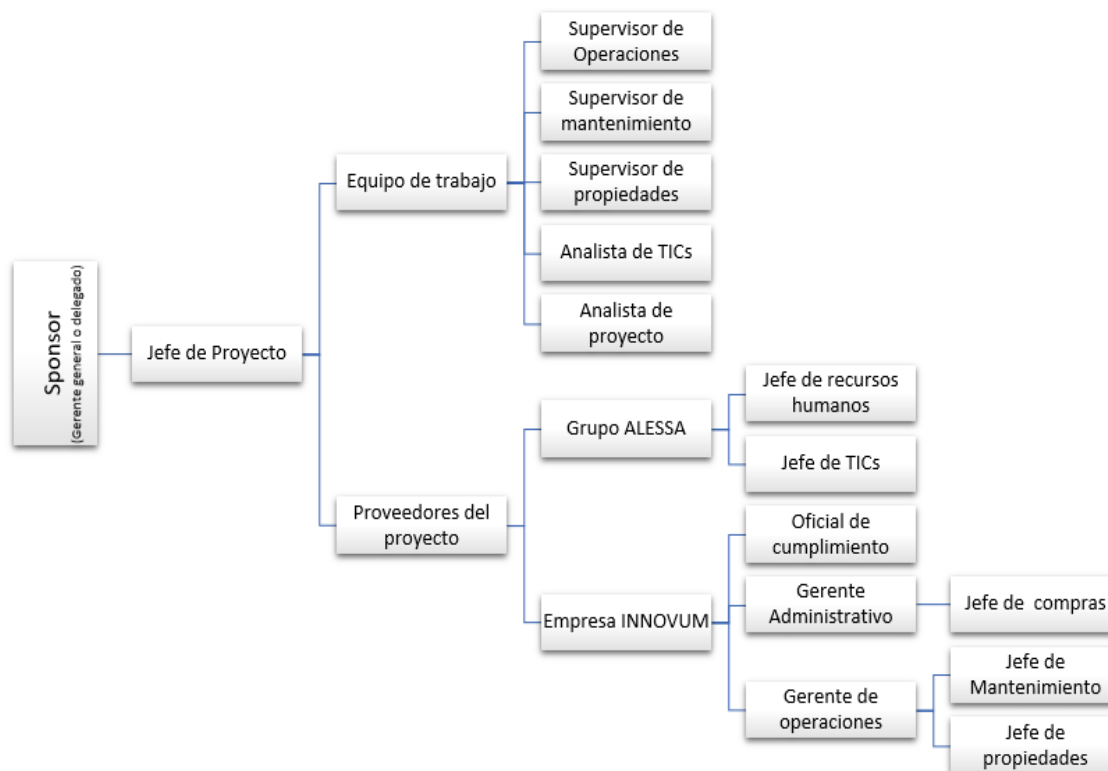 Sponsor
(Gerente general o delegado)
Jefe de Proyecto
Equipo de trabajo
Supervisor de
Operaciones
Supervisor de
mantenimiento
Supervisor de
propiedades
Analista de TICs
Analista de
proyecto
Proveedores del
proyecto
Grupo ALESSA
Jefe de recursos
humanos
Jefe de TICs
Empresa INNOVUM
Oficial de
cumplimiento
Gerente
Administrativo
Jefe de compras
Gerente de
operaciones
Jefe de
Mantenimiento
Jefe de
propiedades